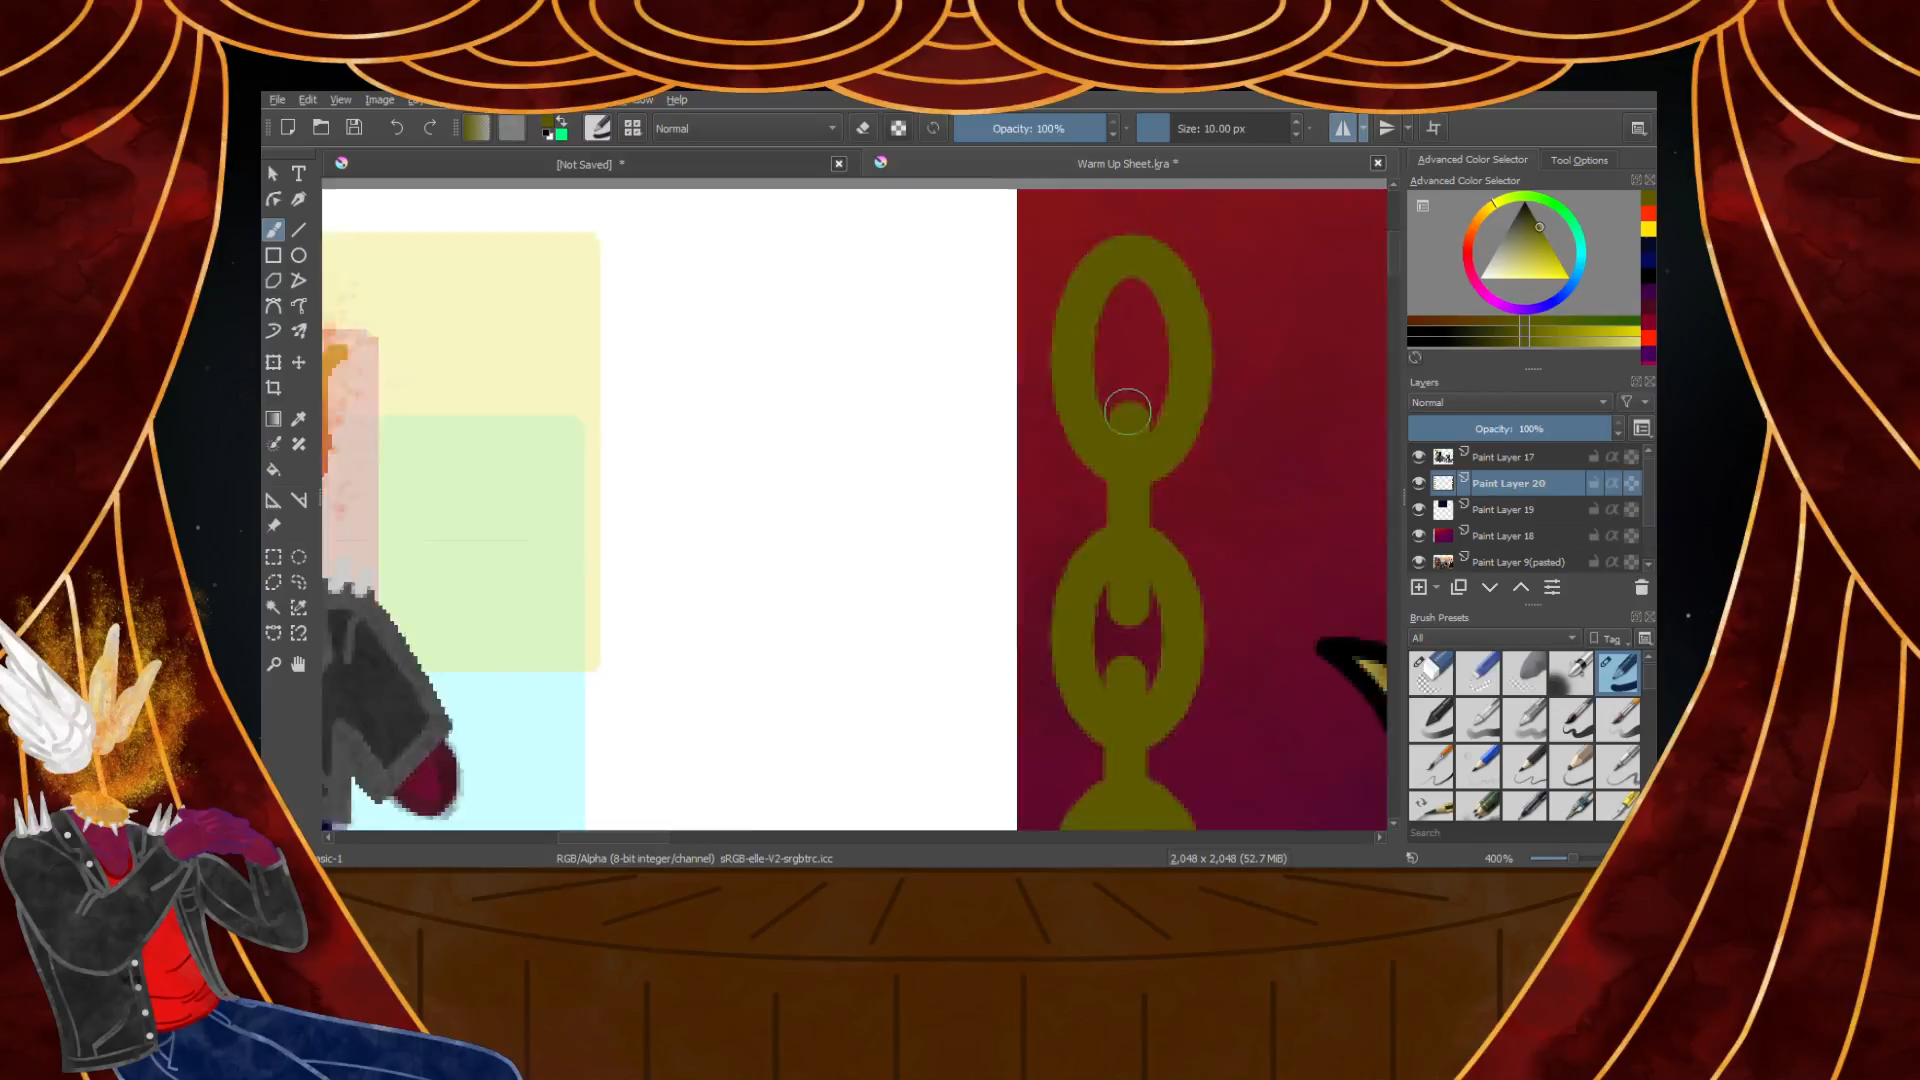 File Edit View Image Help
Normal
Opacity: 100%
Size: 10.00 px
[Not Saved] *
Warm Up Sheet.kra *
Advanced Color Selector
Tool Options
Advanced Color Selector
Layers
Normal
Opacity: 100%
Paint Layer 17
Paint Layer 20
Paint Layer 19
Paint Layer 18
Paint Layer 9(pasted)
Brush Presets
All
Tag
Search
asic-1
RGB/Alpha (8-bit integer/channel) sRGB-elle-V2-srgbtrc.icc
2,048 x 2,048 (52.7 MiB)
400%